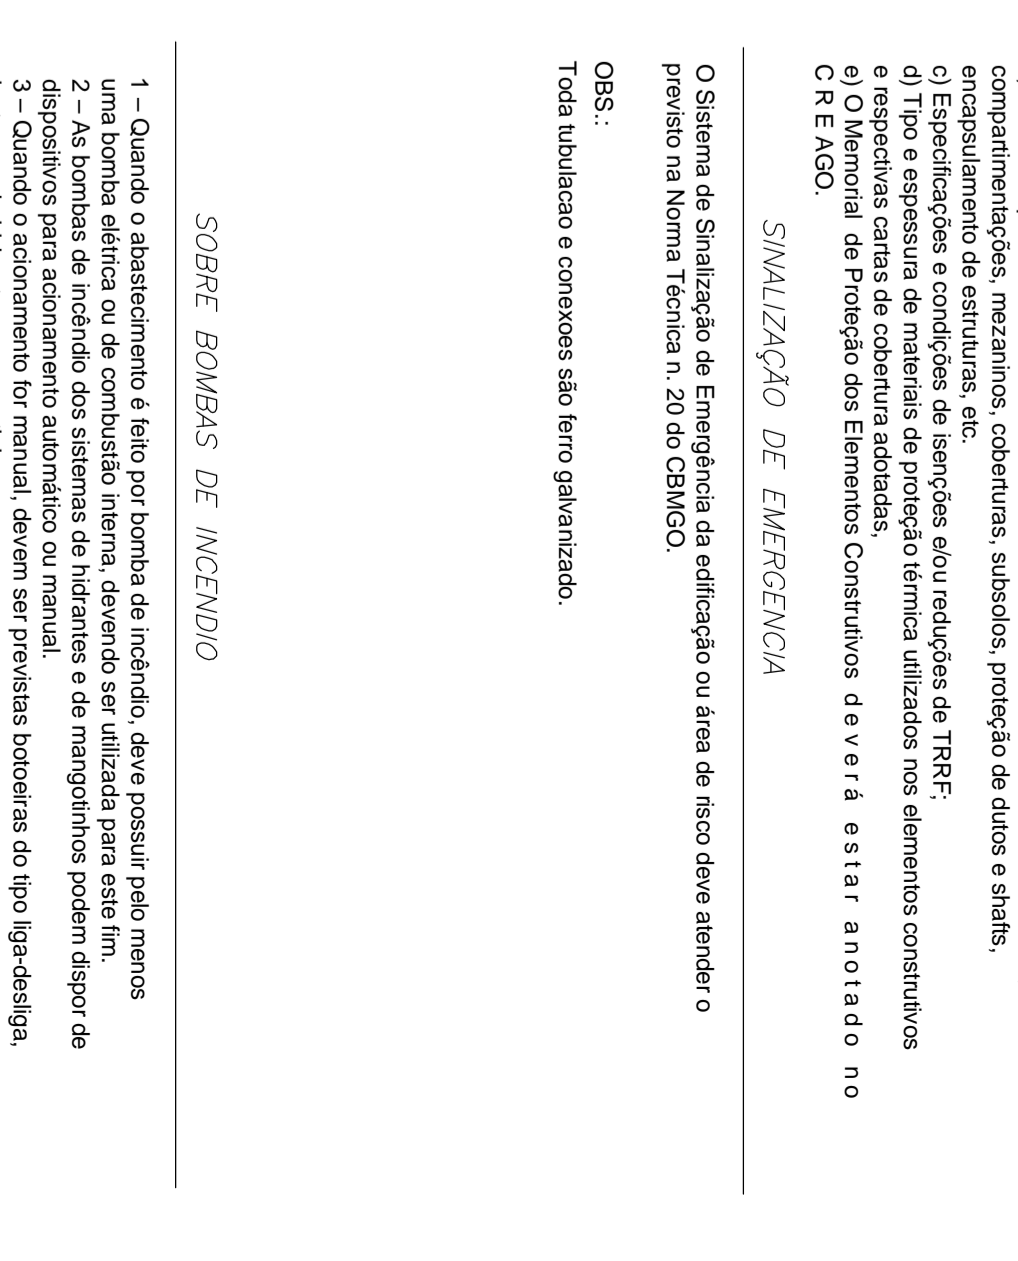 compartimentações, mezaninos, coberturas, subsolos, proteção de dutos e shafts,
encapsulamento de estruturas, etc.
c) Especificações e condições de isenções e/ou reduções de TRRF;
d) Tipo e espessura de materiais de proteção térmica utilizados nos elementos construtivos
e respectivas cartas de cobertura adotadas,
e) O Memorial de Proteção dos Elementos Construtivos d e v e r á e s t a r a n o t a d o n o
C R E AGO.
SINALIZAÇÃO DE EMERGENCIA
O Sistema de Sinalização de Emergência da edificação ou área de risco deve atender o
previsto na Norma Técnica n. 20 do CBMGO.
OBS.:
Toda tubulacao e conexoes são ferro galvanizado.
SOBRE BOMBAS DE INCENDIO
1 – Quando o abastecimento é feito por bomba de incêndio, deve possuir pelo menos
uma bomba elétrica ou de combustão interna, devendo ser utilizada para este fim.
2 – As bombas de incêndio dos sistemas de hidrantes e de mangotinhos podem dispor de
dispositivos para acionamento automático ou manual.
3 – Quando o acionamento for manual, devem ser previstas botoeiras do tipo liga-desliga,